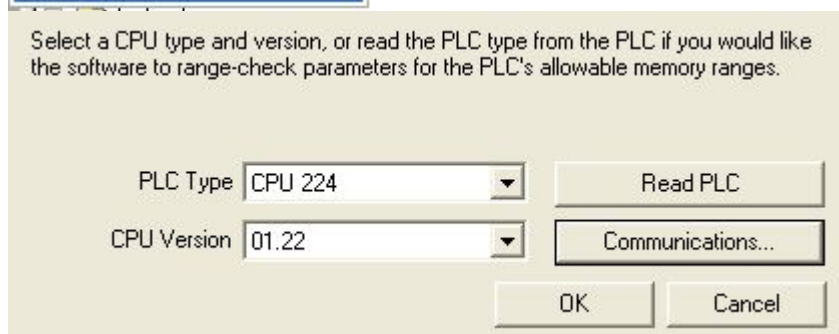 Select a CPU type and version, or read the PLC type from the PLC if you would like
the software to range-check parameters for the PLC's allowable memory ranges.
PLC Type CPU 224 Read PLC
CPU Version 01.22 Communications...
OK Cancel